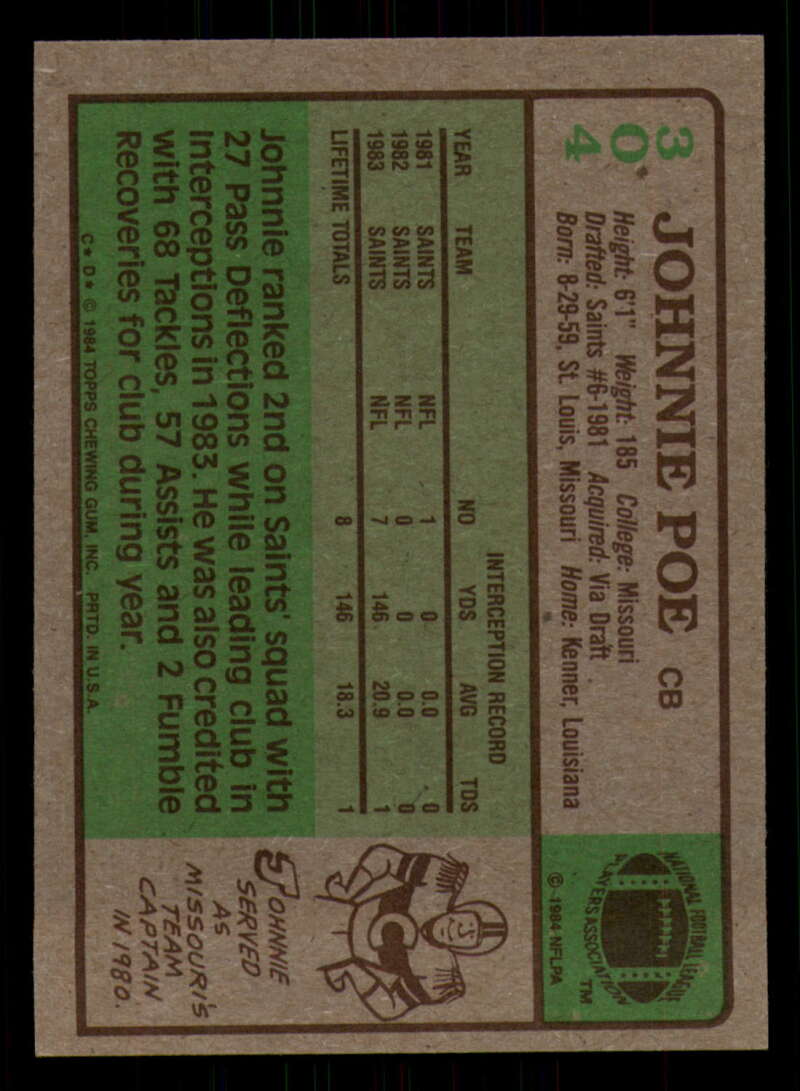 304
JOHNNIE POE CB
Height: 6'1" Weight: 185 College: Missouri
Drafted: Saints #6-1981 Acquired: Via Draft
Born: 8-29-59, St. Louis, Missouri Home: Kenner, Louisiana
NATIONAL FOOTBALL LEAGUE
PLAYERS ASSOCIATION
TM
© 1984 NFLPA
INTERCEPTION RECORD
YEAR TEAM NO YDS AVG TDS
1981 SAINTS NFL 1 0 0.0 0
1982 SAINTS NFL 0 0 0.0 0
1983 SAINTS NFL 7 146 20.9 1
LIFETIME TOTALS 8 146 18.3 1
Johnnie ranked 2nd on Saints' squad with
27 Pass Deflections while leading club in
Interceptions in 1983. He was also credited
with 68 Tackles, 57 Assists and 2 Fumble
Recoveries for club during year.
C
JOHNNIE
SERVED
AS
MISSOURI'S
TEAM
CAPTAIN
IN 1980.
C* D* © 1984 TOPPS CHEWING GUM, INC. PRTD. IN U.S.A.